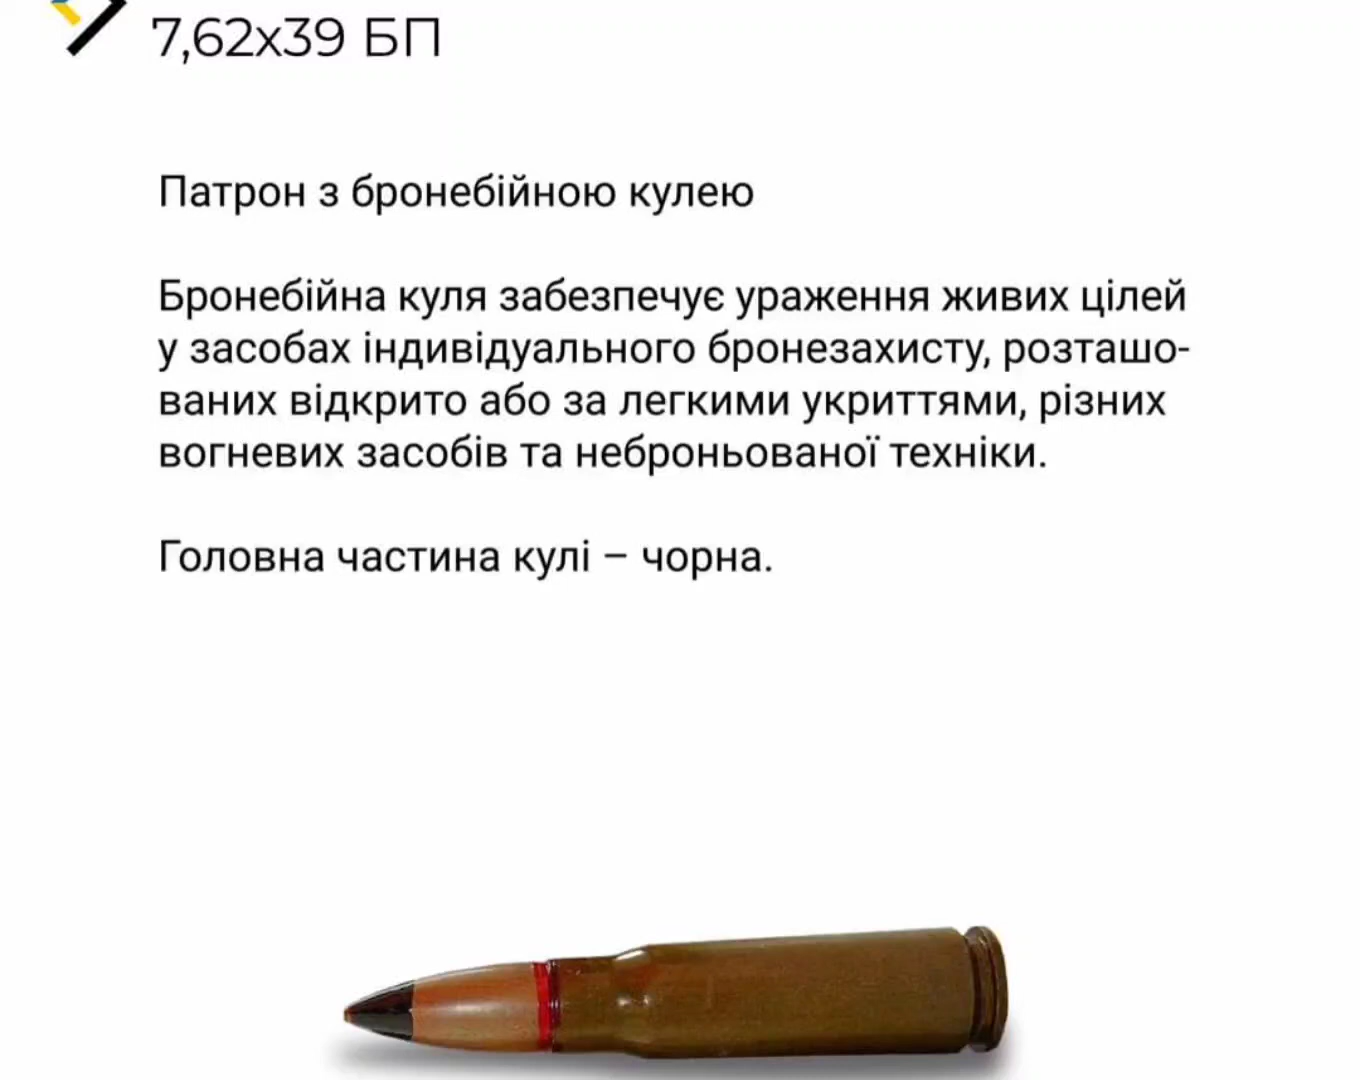 7,62х39 БП
Патрон з бронебійною кулею
Бронебійна куля забезпечує ураження живих цілей
у засобах індивідуального бронезахисту, розташо-
ваних відкрито або за легкими укриттями, різних
вогневих засобів та неброньованої техніки.
Головна частина кулі – чорна.